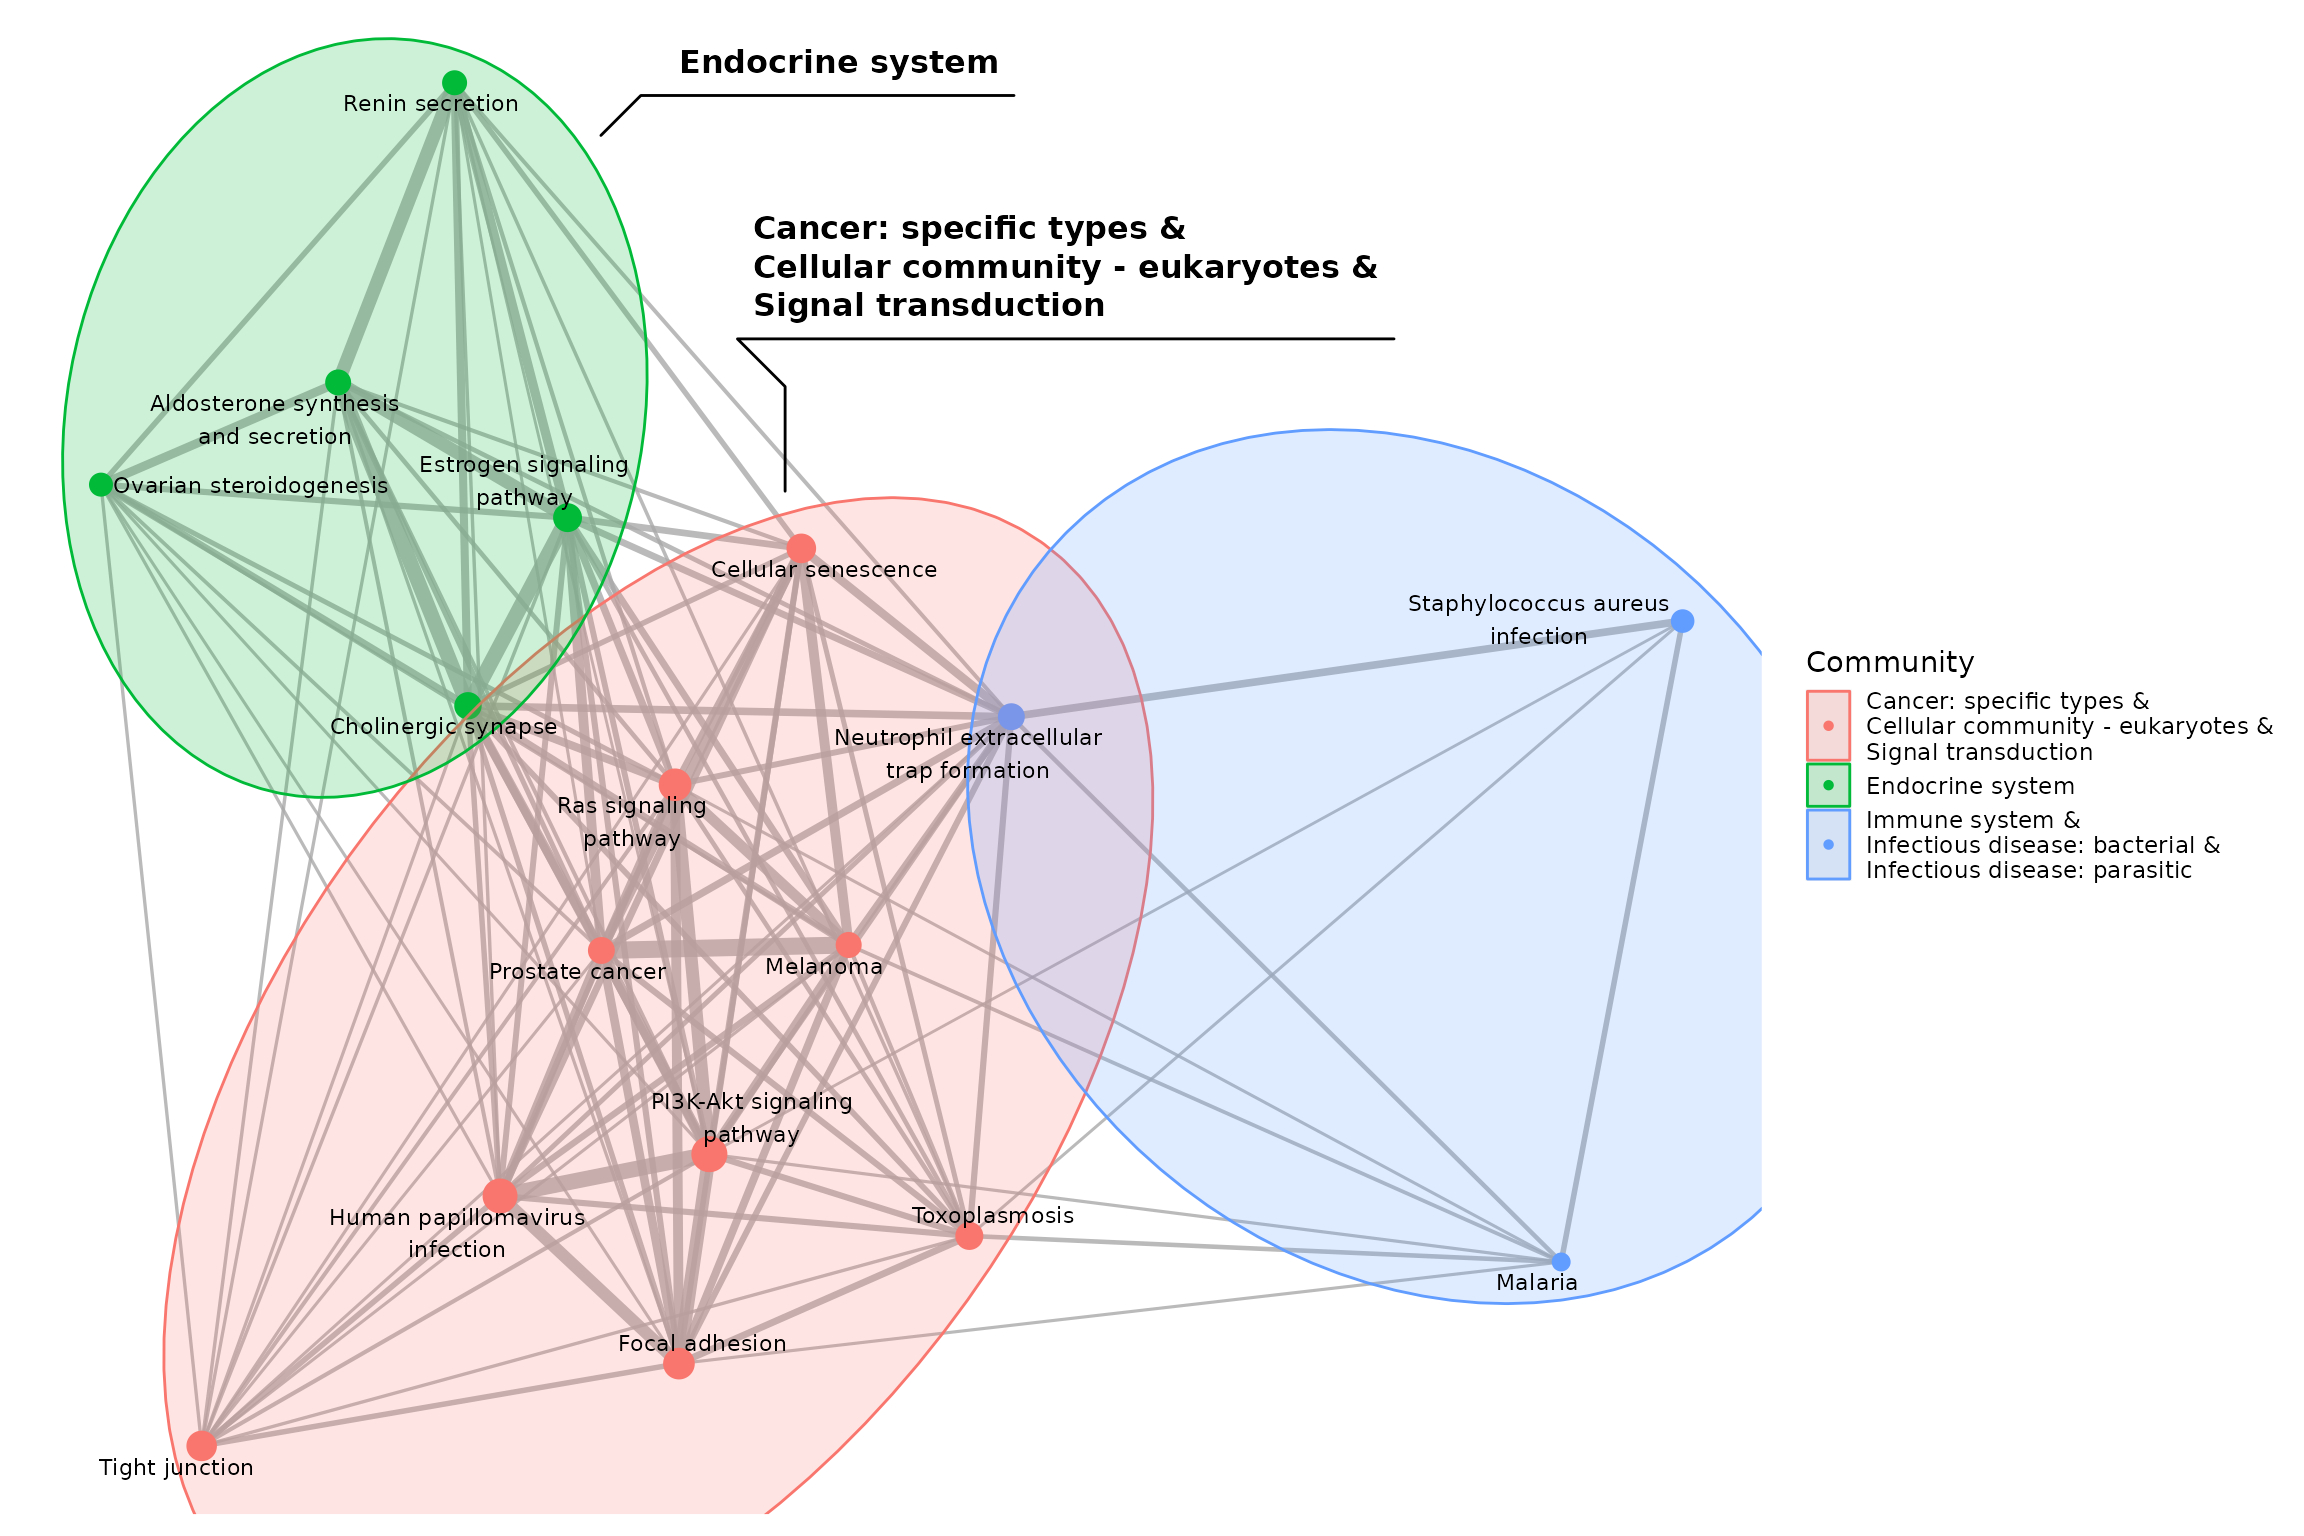 Endocrine system
Renin secretion
Cancer: specific types &
Cellular community - eukaryotes &
Signal transduction
Aldosterone synthesis
and secretion
Estrogen signaling
pathway
Ovarian steroidogenesis
Cellular senescence
Staphylococcus aureus
infection
Cholinergic synapse
Neutrophil extracellular
trap formation
Ras signaling
pathway
Prostate cancer
Melanoma
PI3K-Akt signaling
pathway
Human papillomavirus
infection
Toxoplasmosis
Malaria
Focal adhesion
Tight junction
Community
Cancer: specific types &
Cellular community - eukaryotes &
Signal transduction
Endocrine system
Immune system &
Infectious disease: bacterial &
Infectious disease: parasitic